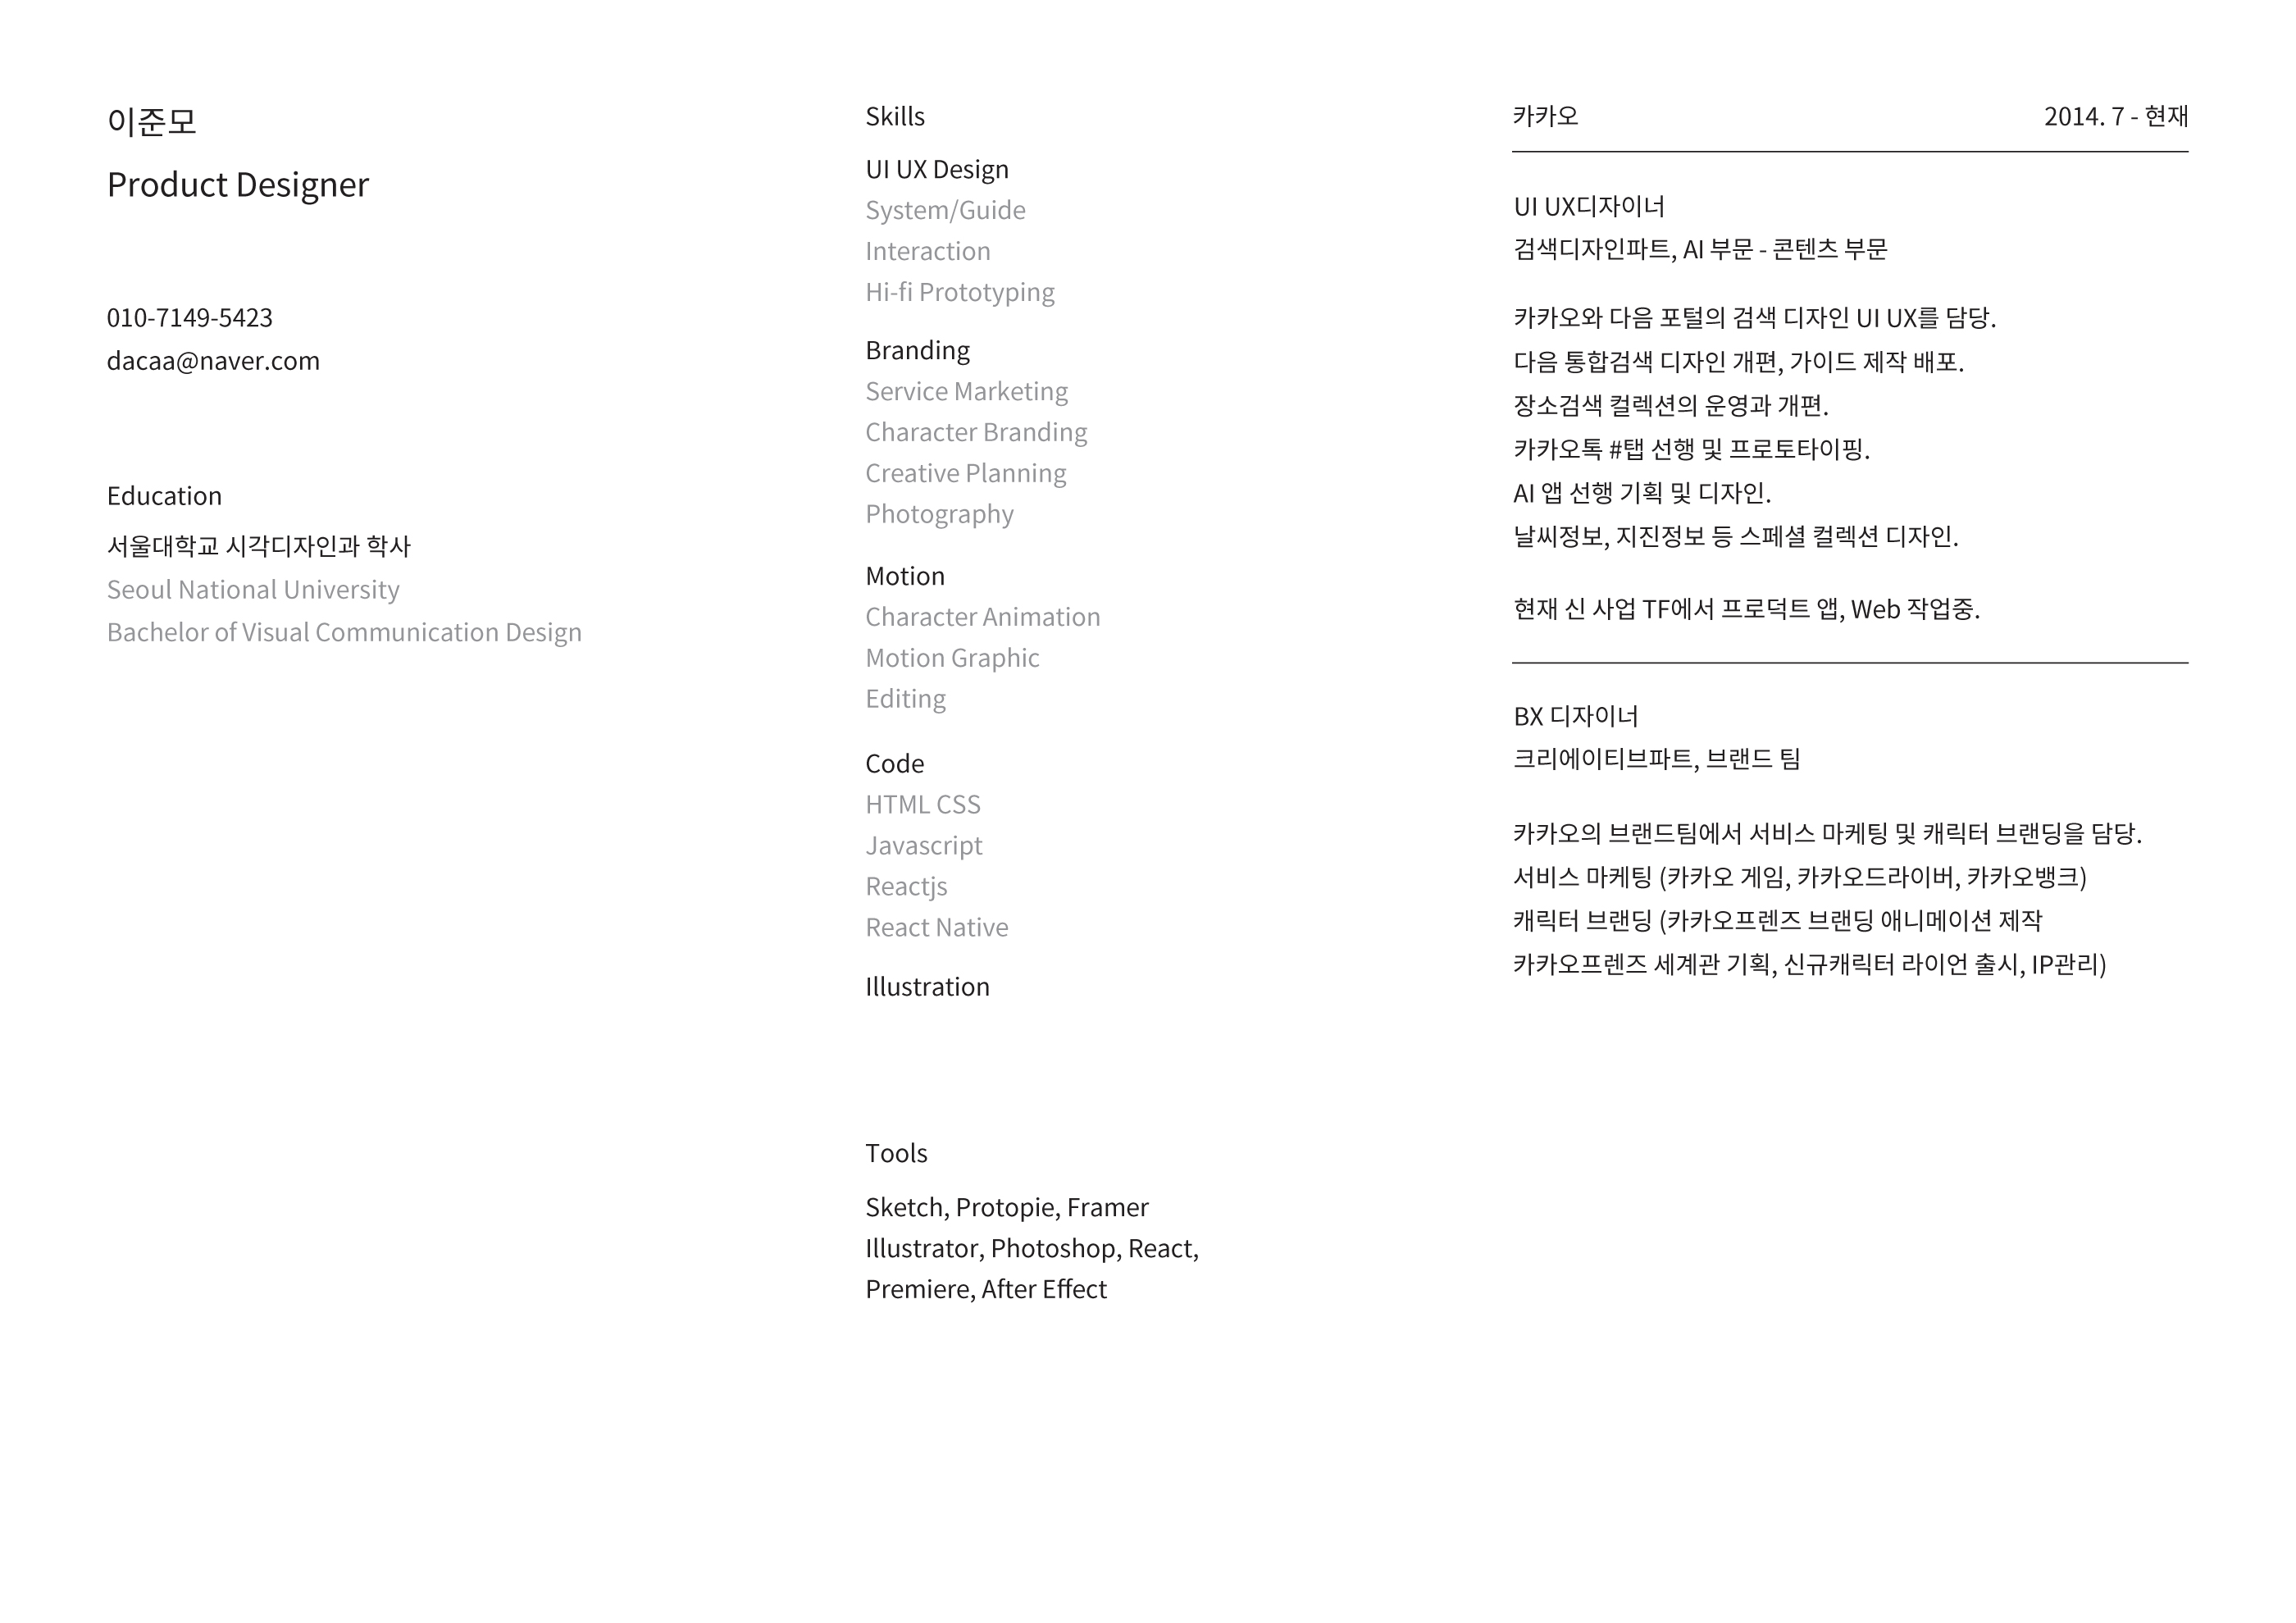 이준모
Product Designer
010-7149-5423
dacaa@naver.com
Education
서울대학교 시각디자인과 학사
Seoul National University
Bachelor of Visual Communication Design
Skills
UI UX Design
System/Guide
Interaction
Hi-fi Prototyping
Branding
Service Marketing
Character Branding
Creative Planning
Photography
Motion
Character Animation
Motion Graphic
Editing
Code
HTML CSS
Javascript
Reactjs
React Native
Illustration
Tools
Sketch, Protopie, Framer
Illustrator, Photoshop, React,
Premiere, After Effect
카카오 2014. 7 - 현재
UI UX디자이너
검색디자인파트, AI 부문 - 콘텐츠 부문
카카오와 다음 포털의 검색 디자인 UI UX를 담당.
다음 통합검색 디자인 개편, 가이드 제작 배포.
장소검색 컬렉션의 운영과 개편.
카카오톡 #탭 선행 및 프로토타이핑.
AI 앱 선행 기획 및 디자인.
날씨정보, 지진정보 등 스페셜 컬렉션 디자인.
현재 신 사업 TF에서 프로덕트 앱, Web 작업중.
BX 디자이너
크리에이티브파트, 브랜드 팀
카카오의 브랜드팀에서 서비스 마케팅 및 캐릭터 브랜딩을 담당.
서비스 마케팅 (카카오 게임, 카카오드라이버, 카카오뱅크)
캐릭터 브랜딩 (카카오프렌즈 브랜딩 애니메이션 제작
카카오프렌즈 세계관 기획, 신규캐릭터 라이언 출시, IP관리)